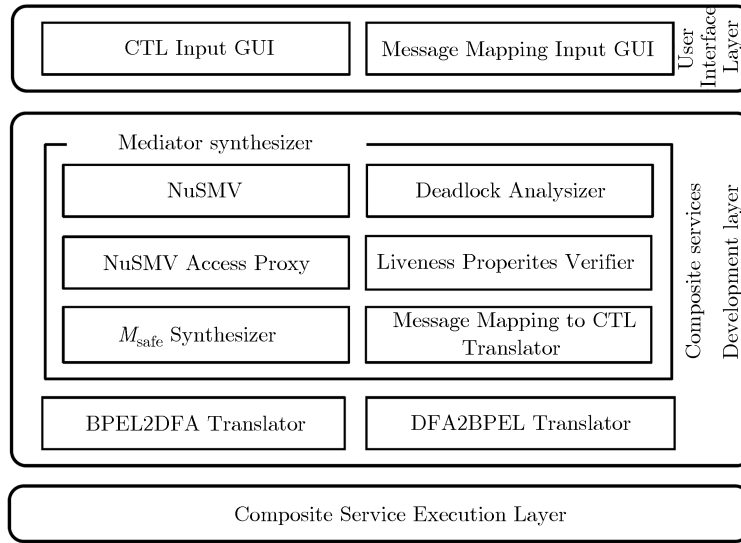 CTL Input GUI
Message Mapping Input GUI
User
Interface
Layer
Mediator synthesizer
NuSMV
Deadlock Analysizer
NuSMV Access Proxy
Liveness Properites Verifier
Msafe Synthesizer
Message Mapping to CTL
Translator
BPEL2DFA Translator
DFA2BPEL Translator
Composite services
Development layer
Composite Service Execution Layer